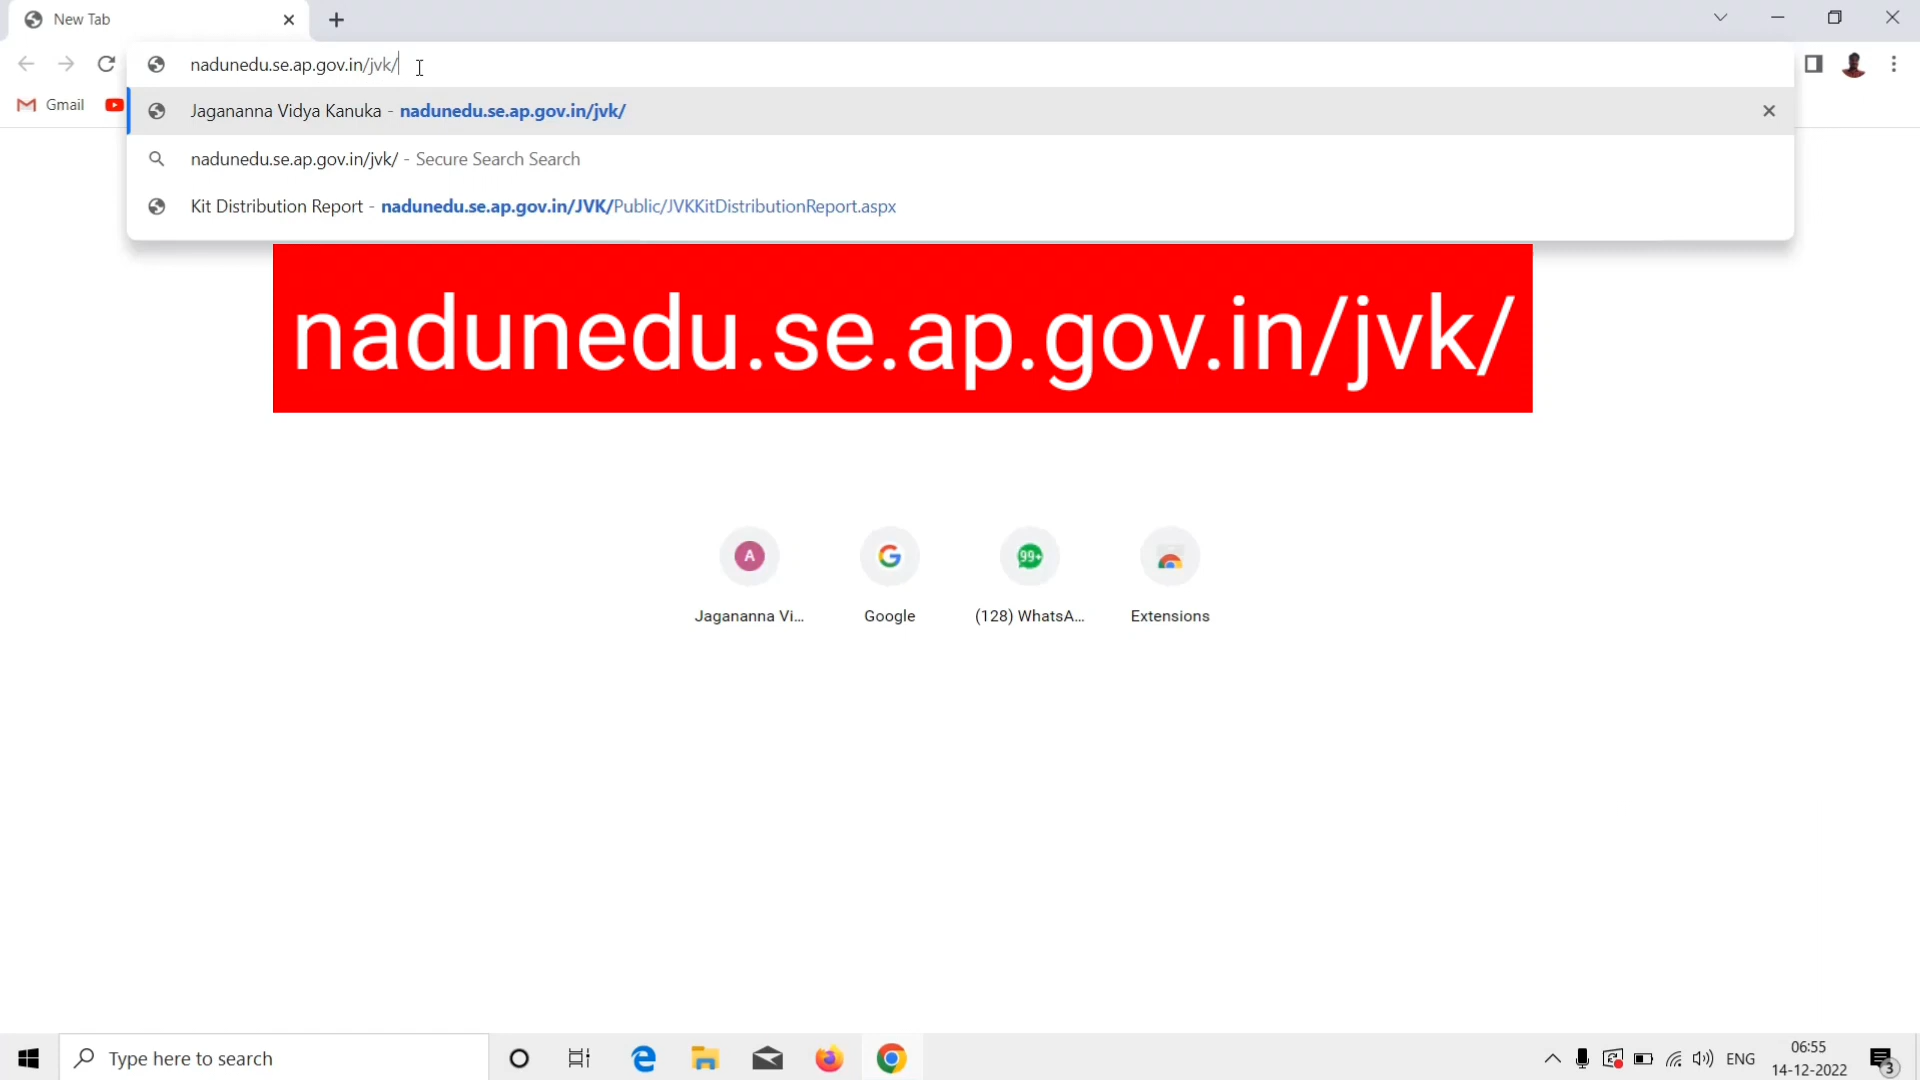 New Tab
nadunedu.se.ap.gov.in/jvk/
Gmail
Jagananna Vidya Kanuka - nadunedu.se.ap.gov.in/jvk/
nadunedu.se.ap.gov.in/jvk/ - Secure Search Search
Kit Distribution Report - nadunedu.se.ap.gov.in/JVK/Public/JVKKitDistributionReport.aspx
nadunedu.se.ap.gov.in/jvk/
A
99+
Jagananna Vi...
Google
(128) WhatsA...
Extensions
Type here to search
ENG
06:55
14-12-2022
3